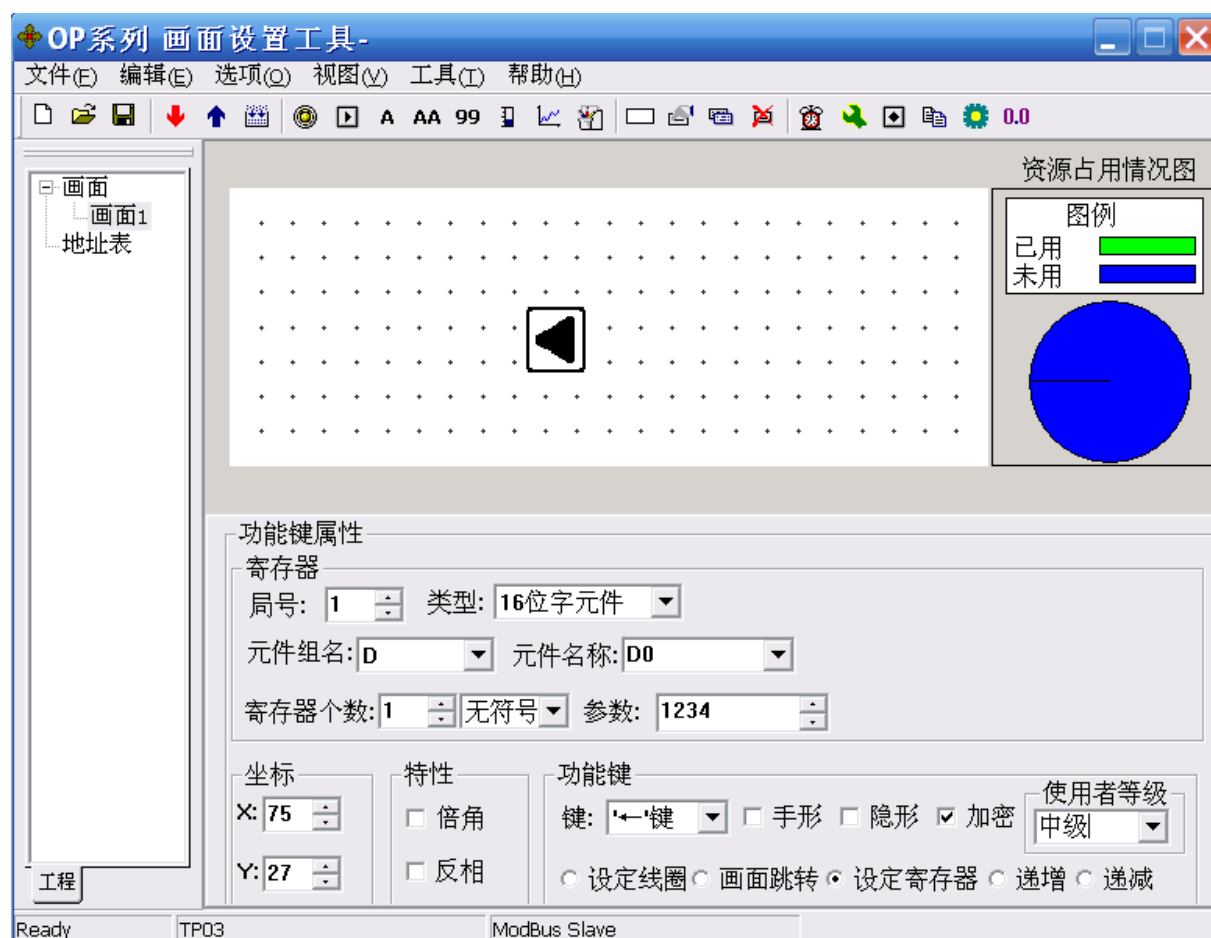 OP系列 画面设置工具-
文件(F) 编辑(E) 选项(O) 视图(V) 工具(T) 帮助(H)
A AA 99 0.0
资源占用情况图
画面
画面1
地址表
图例
已用
未用
功能键属性
寄存器
局号: 1 类型: 16位字元件
元件组名: D 元件名称: D0
寄存器个数: 1 无符号 参数: 1234
坐标 特性 功能键 使用者等级
X: 75 倍角 键: '←'键 手形 隐形 加密 中级
Y: 27 反相 设定线圈 画面跳转 设定寄存器 递增 递减
工程
Ready TP03 ModBus Slave